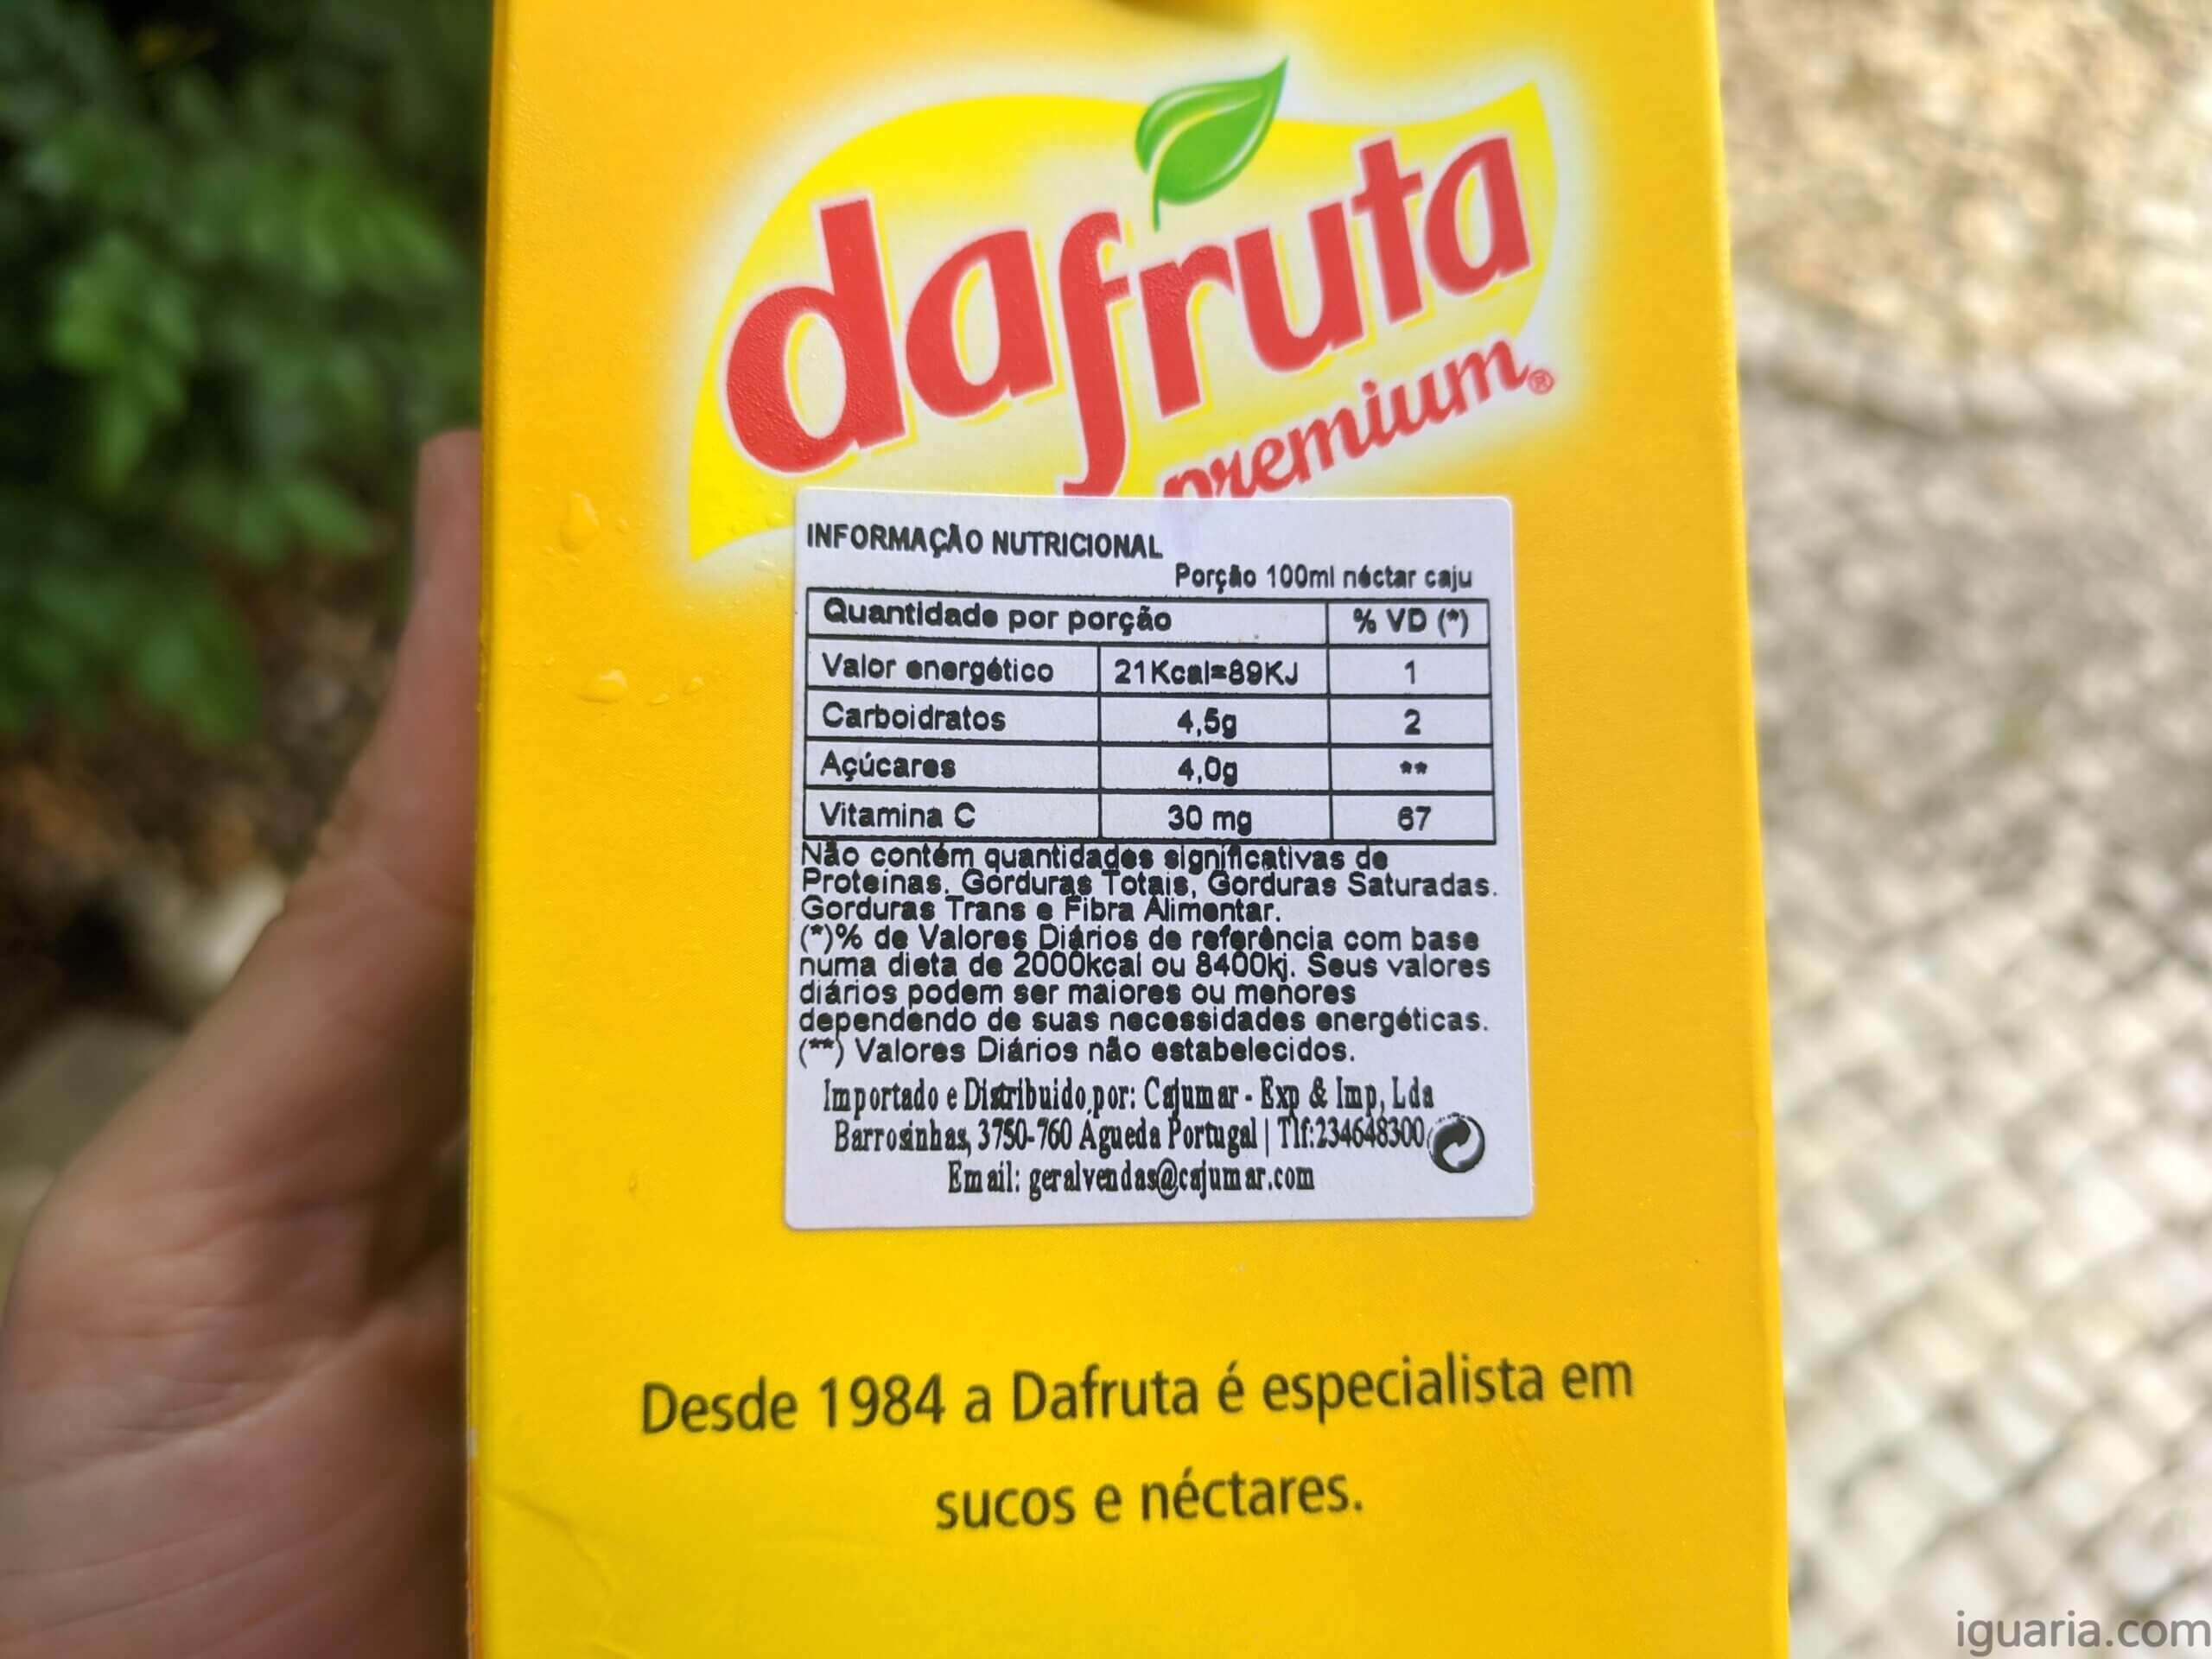 dafruta
premium®
INFORMAÇÃO NUTRICIONAL
Porção 100ml néctar caju
Quantidade por porção % VD (*)
Valor energético 21Kcal=89KJ 1
Carboidratos 4,5g 2
Açúcares 4,0g **
Vitamina C 30 mg 67
Não contém quantidades significativas de
Proteínas. Gorduras Totais, Gorduras Saturadas.
Gorduras Trans e Fibra Alimentar.
(*)% de Valores Diários de referência com base
numa dieta de 2000kcal ou 8400kj. Seus valores
diários podem ser maiores ou menores
dependendo de suas necessidades energéticas.
(**) Valores Diários não estabelecidos.
Importado e Distribuido por: Cajumar - Exp & Imp, Lda
Barrosinhas, 3750-760 Águeda Portugal | Tlf:234648300
Email: geralvendas@cajumar.com
Desde 1984 a Dafruta é especialista em
sucos e néctares.
iguaria.com